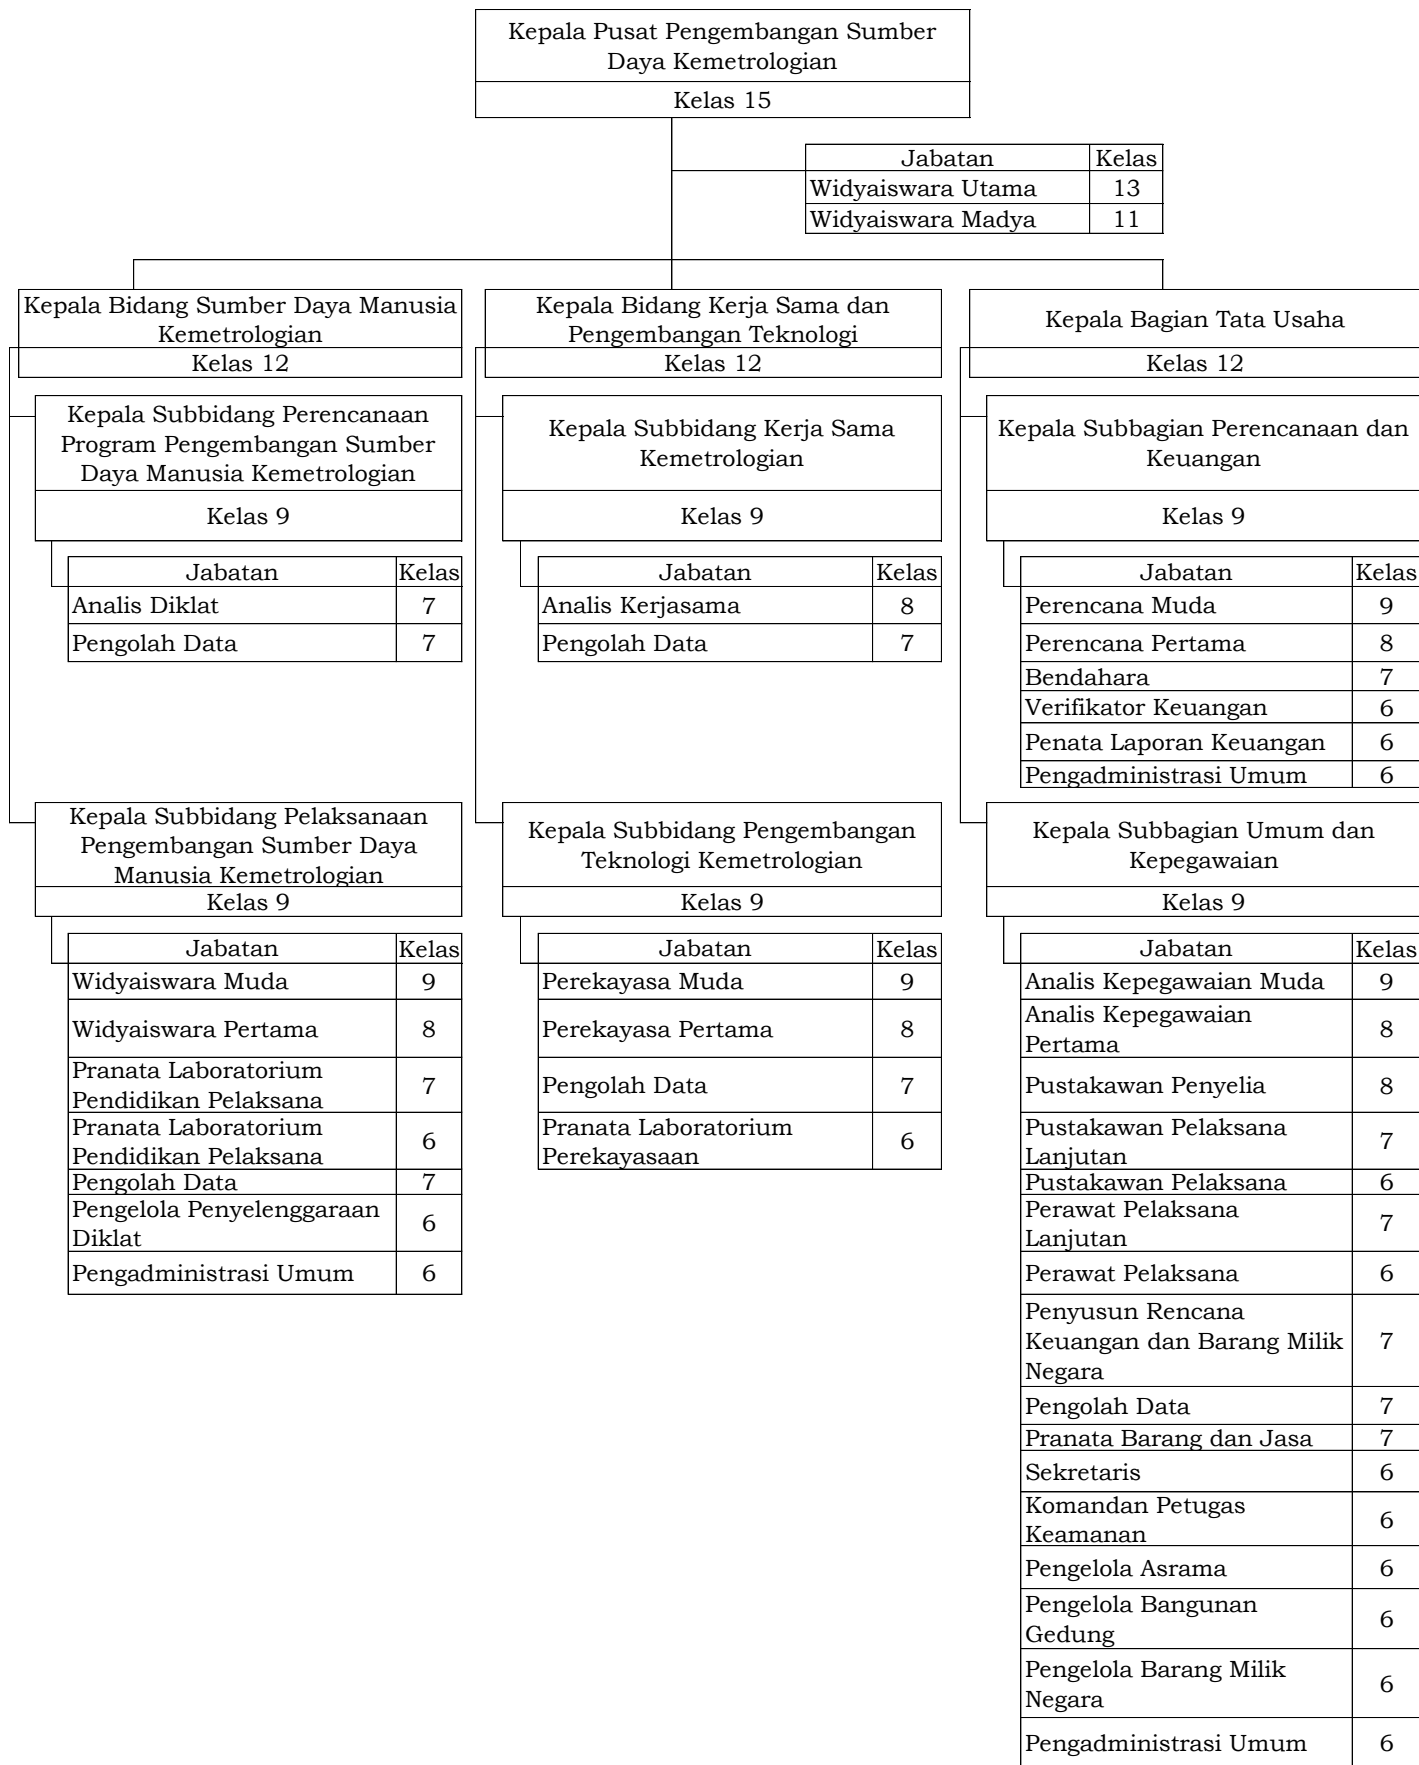 Kepala Pusat Pengembangan Sumber
Daya Kemetrologian
Kelas 15
Jabatan Kelas
Widyaiswara Utama 13
Widyaiswara Madya 11
Kepala Bidang Sumber Daya Manusia
Kemetrologian
Kelas 12
Kepala Subbidang Perencanaan
Program Pengembangan Sumber
Daya Manusia Kemetrologian
Kelas 9
Jabatan Kelas
Analis Diklat 7
Pengolah Data 7
Kepala Subbidang Pelaksanaan
Pengembangan Sumber Daya
Manusia Kemetrologian
Kelas 9
Jabatan Kelas
Widyaiswara Muda 9
Widyaiswara Pertama 8
Pranata Laboratorium
Pendidikan Pelaksana 7
Pranata Laboratorium
Pendidikan Pelaksana 6
Pengolah Data 7
Pengelola Penyelenggaraan
Diklat 6
Pengadministrasi Umum 6
Kepala Bidang Kerja Sama dan
Pengembangan Teknologi
Kelas 12
Kepala Subbidang Kerja Sama
Kemetrologian
Kelas 9
Jabatan Kelas
Analis Kerjasama 8
Pengolah Data 7
Kepala Subbidang Pengembangan
Teknologi Kemetrologian
Kelas 9
Jabatan Kelas
Perekayasa Muda 9
Perekayasa Pertama 8
Pengolah Data 7
Pranata Laboratorium
Perekayasaan 6
Kepala Bagian Tata Usaha
Kelas 12
Kepala Subbagian Perencanaan dan
Keuangan
Kelas 9
Jabatan Kelas
Perencana Muda 9
Perencana Pertama 8
Bendahara 7
Verifikator Keuangan 6
Penata Laporan Keuangan 6
Pengadministrasi Umum 6
Kepala Subbagian Umum dan
Kepegawaian
Kelas 9
Jabatan Kelas
Analis Kepegawaian Muda 9
Analis Kepegawaian
Pertama 8
Pustakawan Penyelia 8
Pustakawan Pelaksana
Lanjutan 7
Pustakawan Pelaksana 6
Perawat Pelaksana
Lanjutan 7
Perawat Pelaksana 6
Penyusun Rencana
Keuangan dan Barang Milik 7
Negara
Pengolah Data 7
Pranata Barang dan Jasa 7
Sekretaris 6
Komandan Petugas
Keamanan 6
Pengelola Asrama 6
Pengelola Bangunan
Gedung 6
Pengelola Barang Milik
Negara 6
Pengadministrasi Umum 6